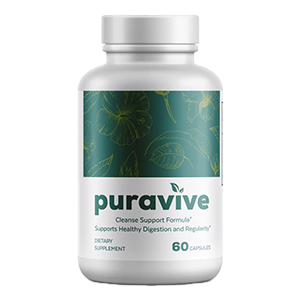 puravive
Cleanse Support Formula*
Supports Healthy Digestion and Regularity*
DIETARY
SUPPLEMENT
60 CAPSULES